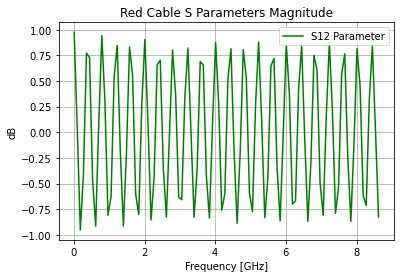 Red Cable S Parameters Magnitude
S12 Parameter
1.00
0.75
0.50
0.25
0.00
−0.25
−0.50
−0.75
−1.00
dB
0 2 4 6 8
Frequency [GHz]